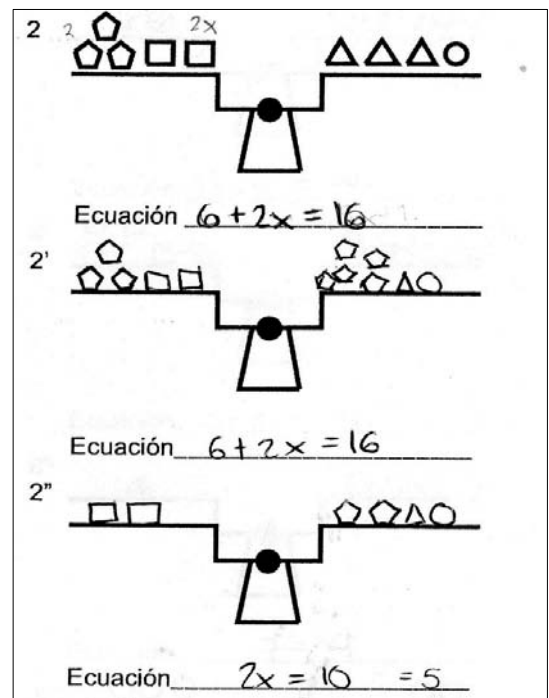 2 2 2x
Ecuación 6 + 2x = 16
2'
Ecuación 6 + 2x = 16
2"
Ecuación 2x = 10 = 5